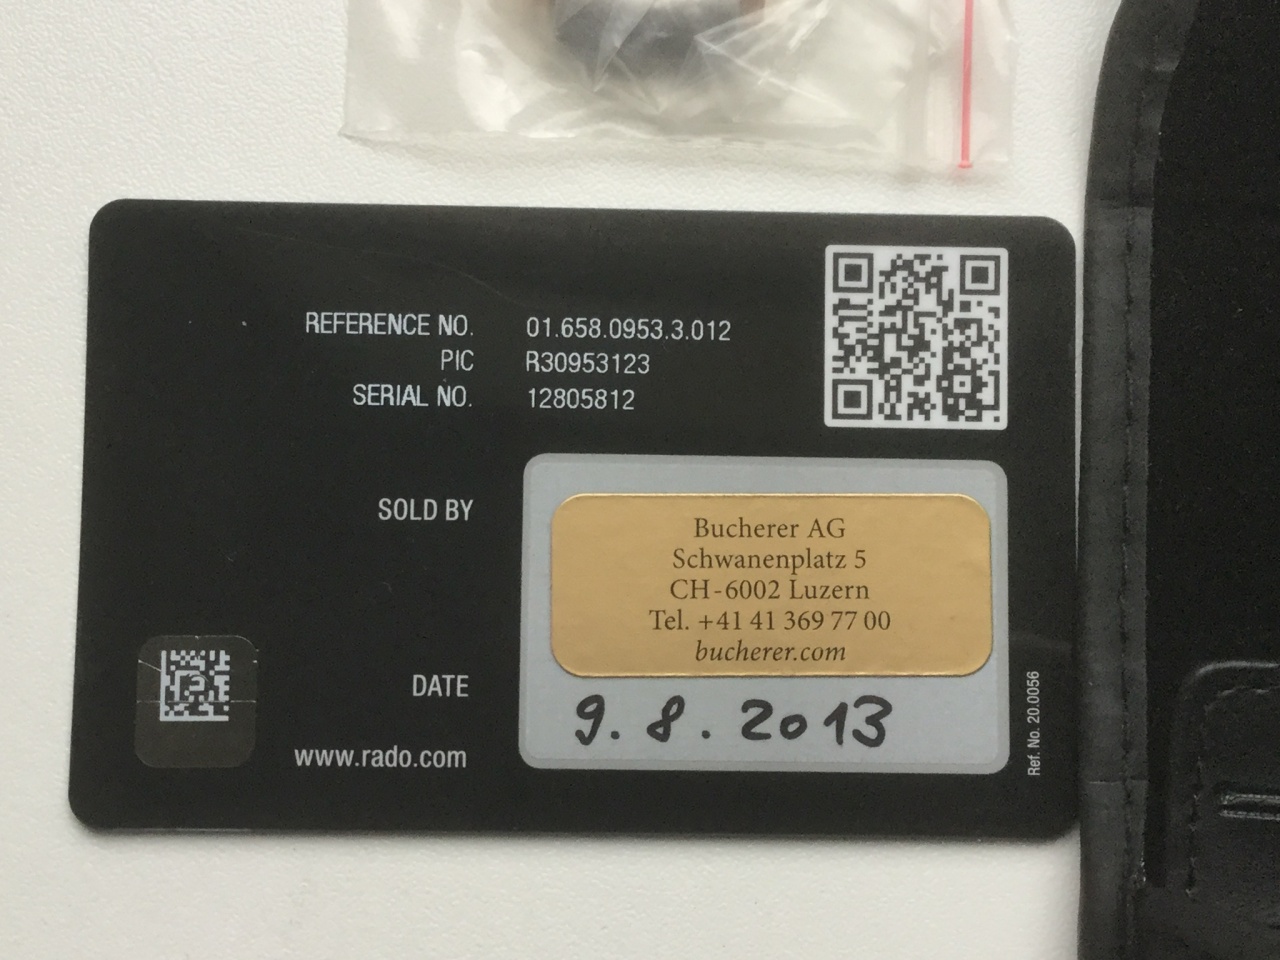 REFERENCE NO. 01.658.0953.3.012
PIC R30953123
SERIAL NO. 12805812
SOLD BY
Bucherer AG
Schwanenplatz 5
CH-6002 Luzern
Tel. +41 41 369 77 00
bucherer.com
DATE 9.8.2013
www.rado.com
Ref. No. 20.0056